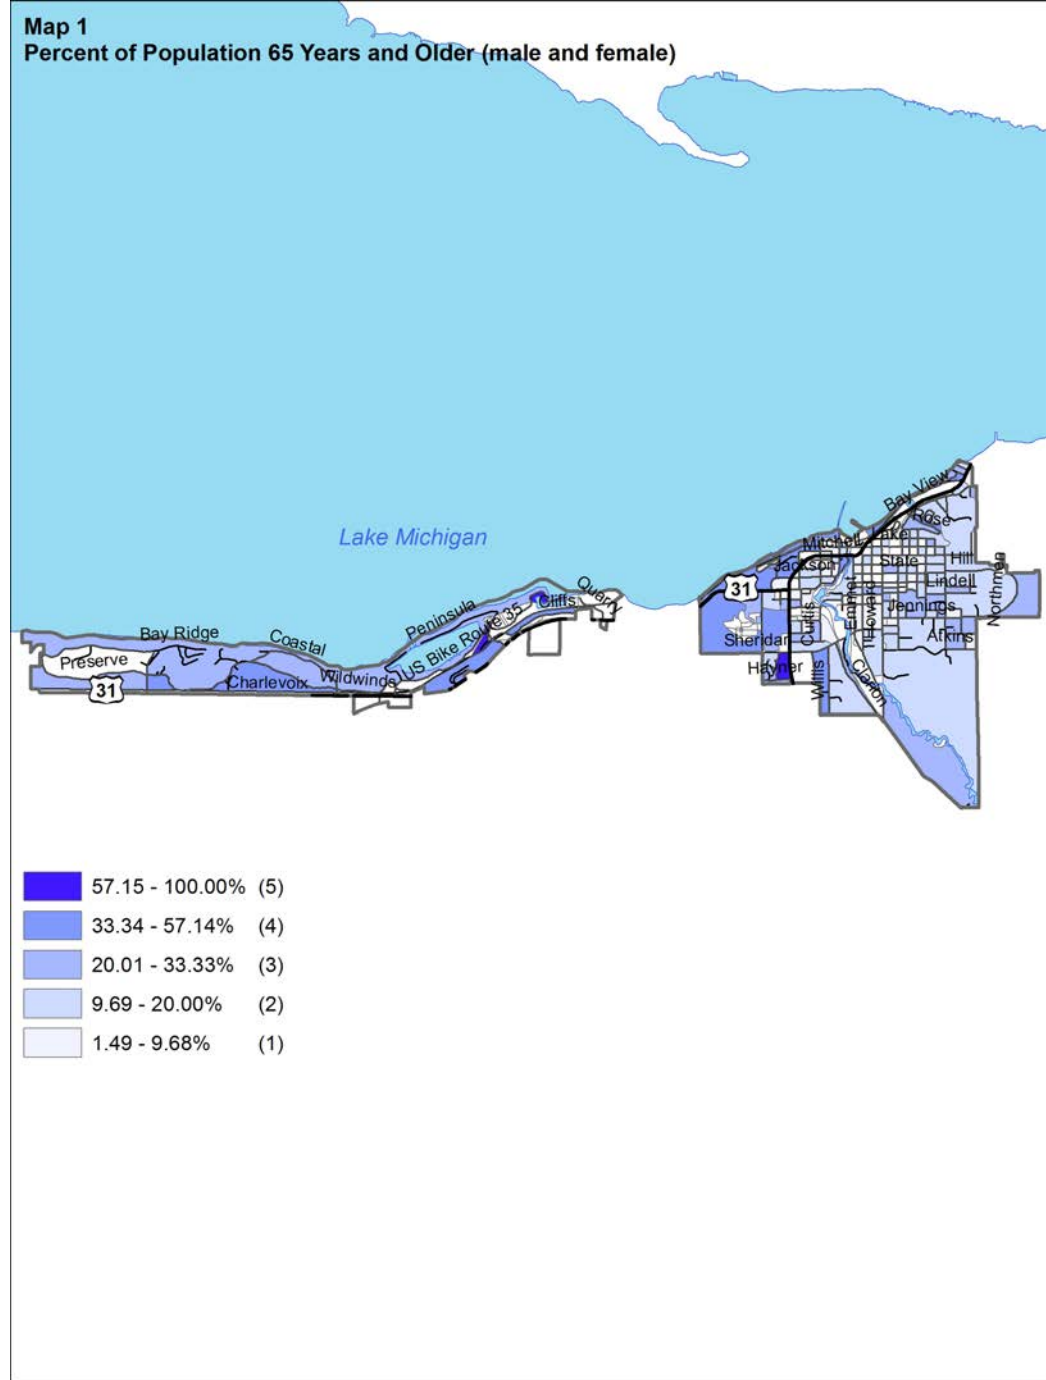 Map 1
Percent of Population 65 Years and Older (male and female)
Lake Michigan
Bay View
Rose
Mitchell
Lake
Jackson
State
Hill
31
Lindell
Northmen
Quarry
Cliffs
Peninsula
US Bike Route 35
Curtis
Emmet
Howard
Jennings
Bay Ridge
Coastal
Sheridan
Atkins
Preserve
Hayner
Willis
Clarion
31
Charlevoix
Wildwinds
57.15 - 100.00% (5)
33.34 - 57.14% (4)
20.01 - 33.33% (3)
9.69 - 20.00% (2)
1.49 - 9.68% (1)